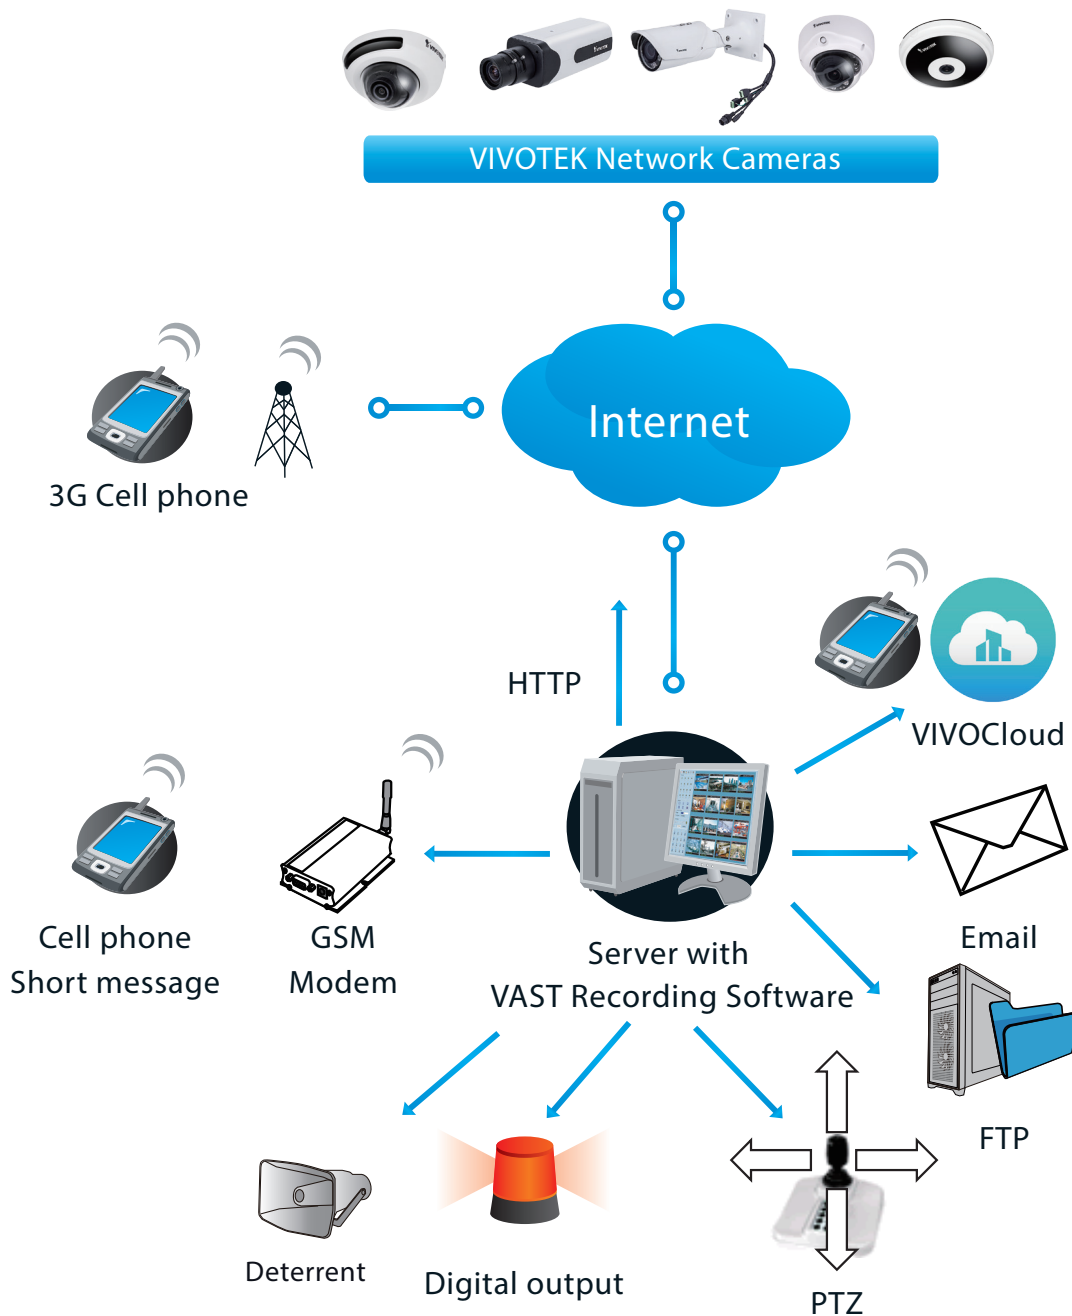 VIVOTEK Network Cameras
Internet
3G Cell phone
HTTP
VIVOCloud
Cell phone
Short message
GSM
Modem
Server with
VAST Recording Software
Email
FTP
Deterrent
Digital output
PTZ